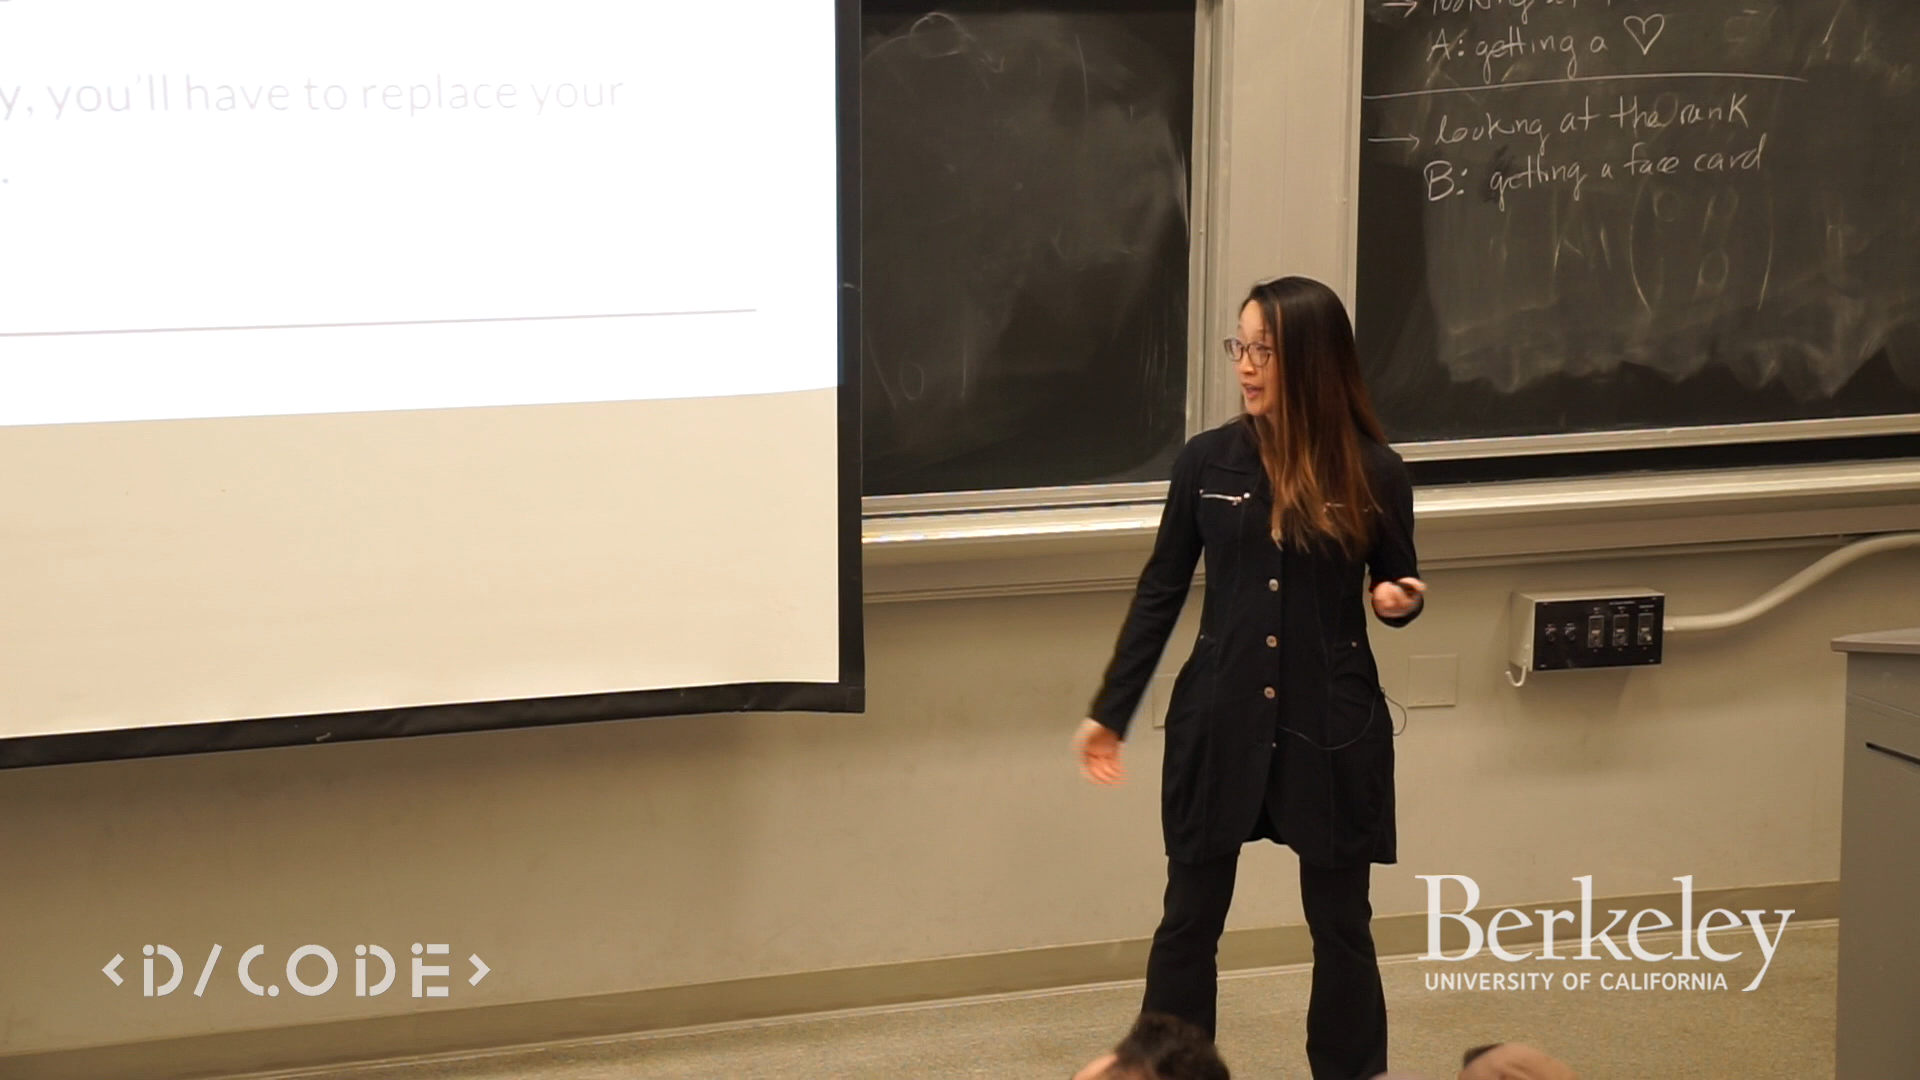 y, you'll have to replace your
.
A: getting a ♡
→ looking at the rank
B: getting a face card
<D/CODE>
Berkeley
UNIVERSITY OF CALIFORNIA